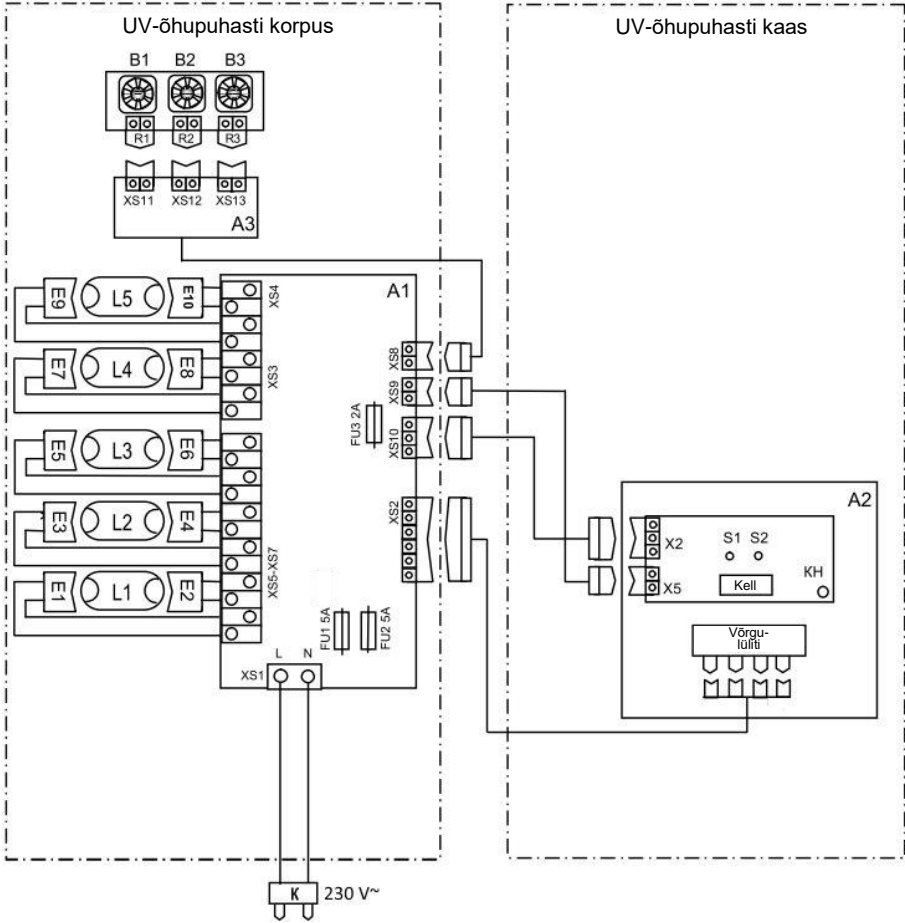 UV-õhupuhasti korpus
UV-õhupuhasti kaas
B1 B2 B3
R1 R2 R3
XS11 XS12 XS13
A3
E9 L5 E10
XS4
A1
E7 L4 E8
XS3
XS8
XS9
FU3 2A
XS10
E5 L3 E6
E3 L2 E4
XS2
A2
X2
S1 S2
KH
X5
Kell
XS5-XS7
E1 L1 E2
FU1 5A
FU2 5A
Võrgu-
lüliti
L N
XS1
K 230 V~